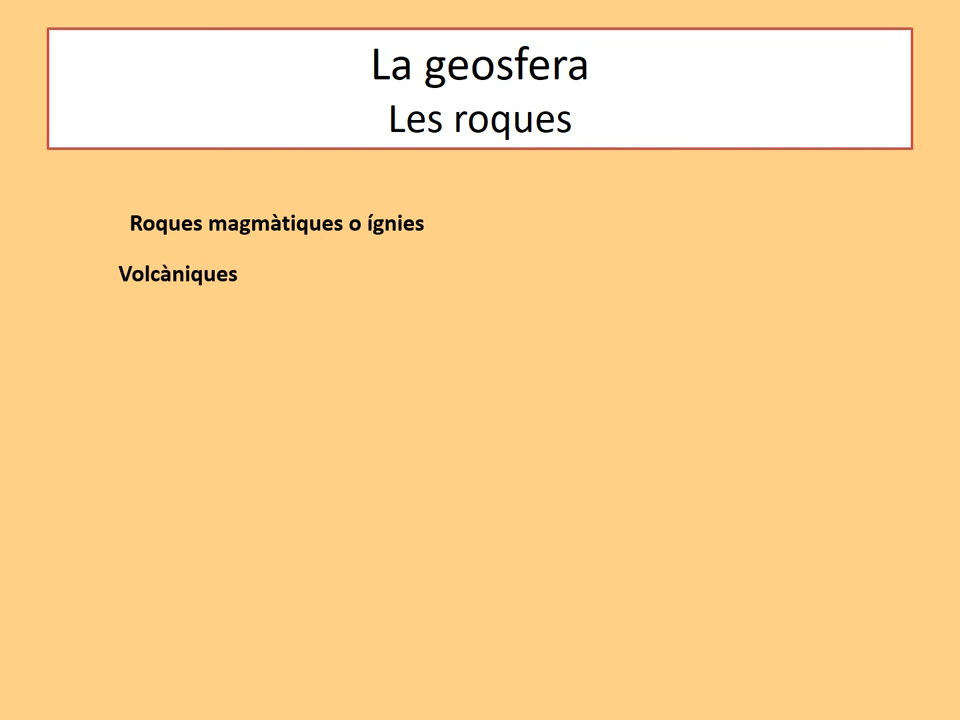 La geosfera
Les roques
Roques magmàtiques o ígnies
Volcàniques